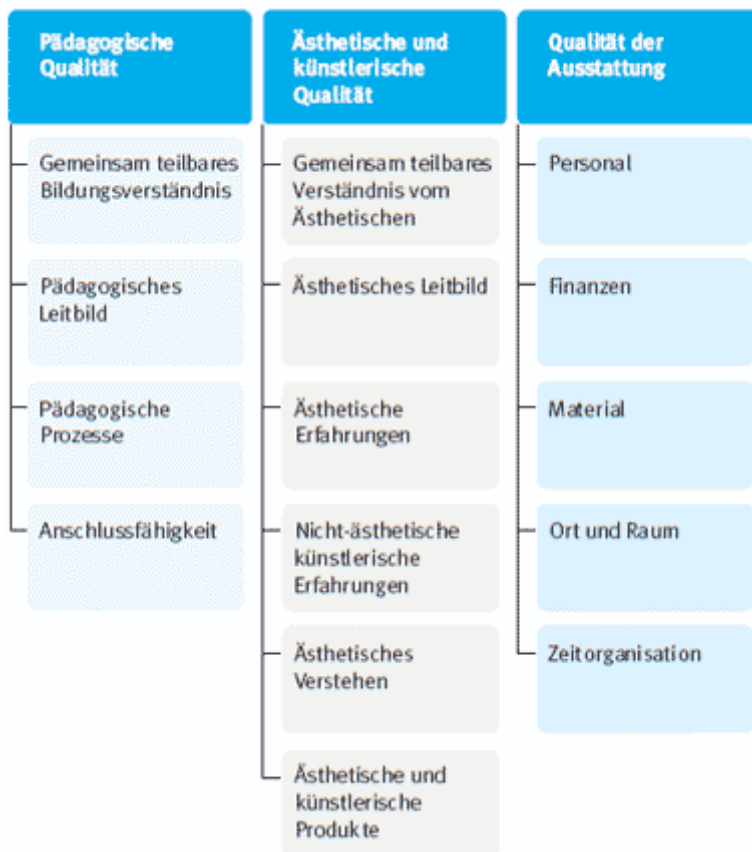 Pädagogische
Qualität
Gemeinsam teilbares
Bildungsverständnis
Pädagogisches
Leitbild
Pädagogische
Prozesse
Anschlussfähigkeit
Ästhetische und
künstlerische
Qualität
Gemeinsam teilbares
Verständnis vom
Ästhetischen
Ästhetisches Leitbild
Ästhetische
Erfahrungen
Nicht-ästhetische
künstlerische
Erfahrungen
Ästhetisches
Verstehen
Ästhetische und
künstlerische
Produkte
Qualität der
Ausstattung
Personal
Finanzen
Material
Ort und Raum
Zeitorganisation